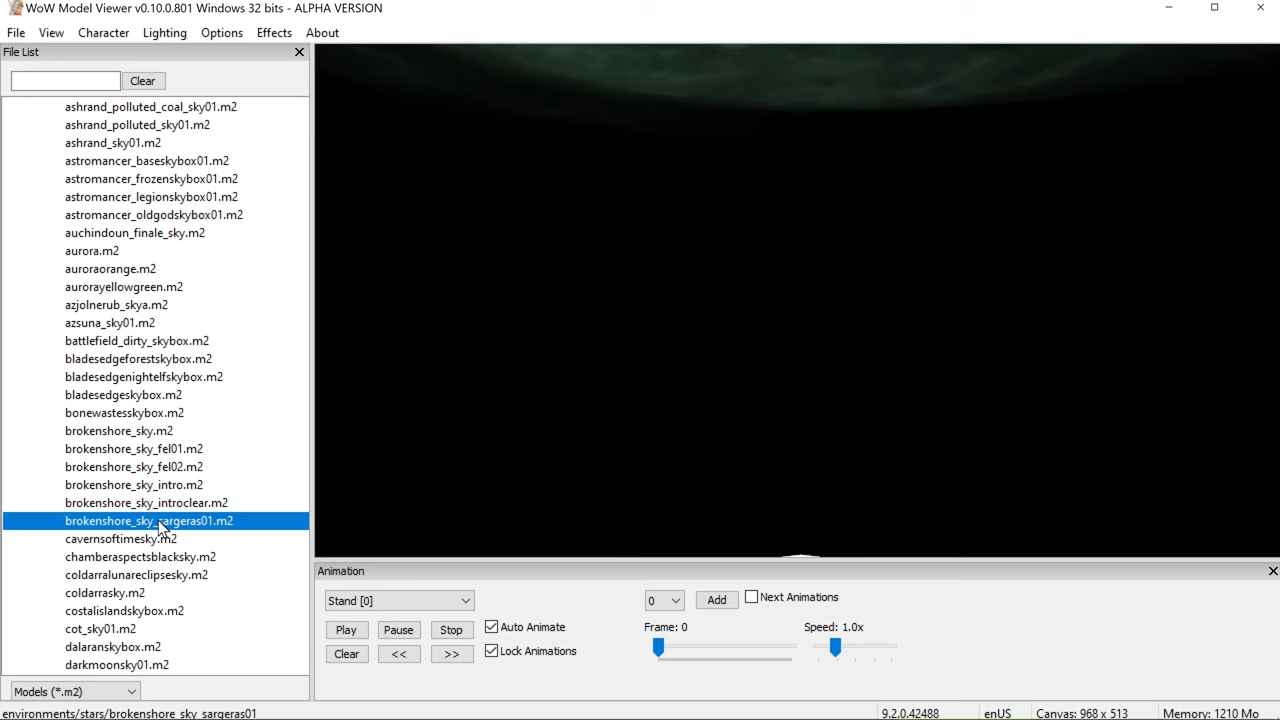 WoW Model Viewer v0.10.0.801 Windows 32 bits - ALPHA VERSION
File View Character Lighting Options Effects About
File List
Clear
ashrand_polluted_coal_sky01.m2
ashrand_polluted_sky01.m2
ashrand_sky01.m2
astromancer_baseskybox01.m2
astromancer_frozenskybox01.m2
astromancer_legionskybox01.m2
astromancer_oldgodskybox01.m2
auchindoun_finale_sky.m2
aurora.m2
auroraorange.m2
aurorayellowgreen.m2
azjolnerub_skya.m2
azsuna_sky01.m2
battlefield_dirty_skybox.m2
bladesedgeforestskybox.m2
bladesedgenightelfskybox.m2
bladesedgeskybox.m2
bonewastesskybox.m2
brokenshore_sky.m2
brokenshore_sky_fel01.m2
brokenshore_sky_fel02.m2
brokenshore_sky_intro.m2
brokenshore_sky_introclear.m2
brokenshore_sky_sargeras01.m2
cavernsoftimesky.m2
chamberaspectsblacksky.m2
coldarralunareclipsesky.m2
coldarrasky.m2
costalislandskybox.m2
cot_sky01.m2
dalaranskybox.m2
darkmoonsky01.m2
Models (*.m2)
Animation
Stand [0]
0
Add
Next Animations
Play Pause Stop
Auto Animate
Frame: 0
Speed: 1.0x
Clear << >>
Lock Animations
environments/stars/brokenshore_sky_sargeras01
9.2.0.42488
enUS
Canvas: 968 x 513
Memory: 1210 Mo